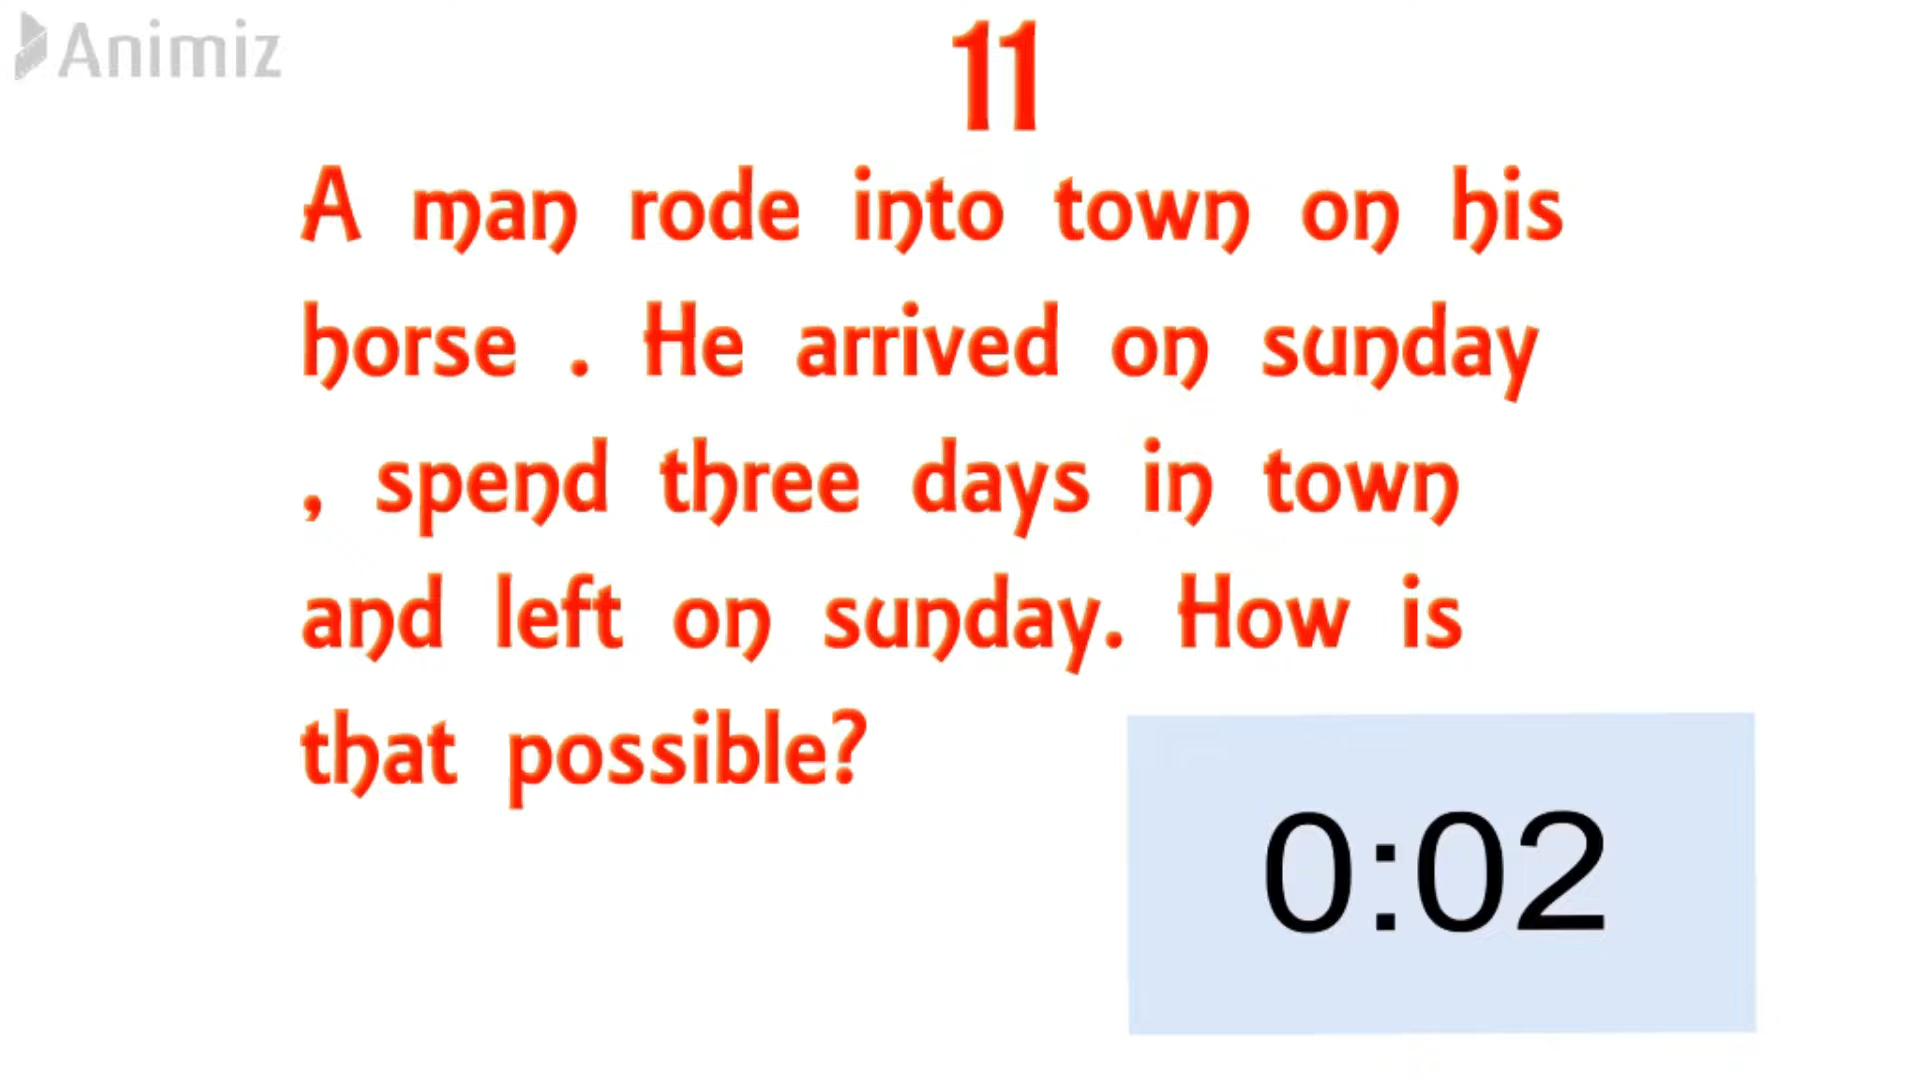 Animiz
11
A man rode into town on his
horse . He arrived on sunday
, spend three days in town
and left on sunday. How is
that possible?
0:02